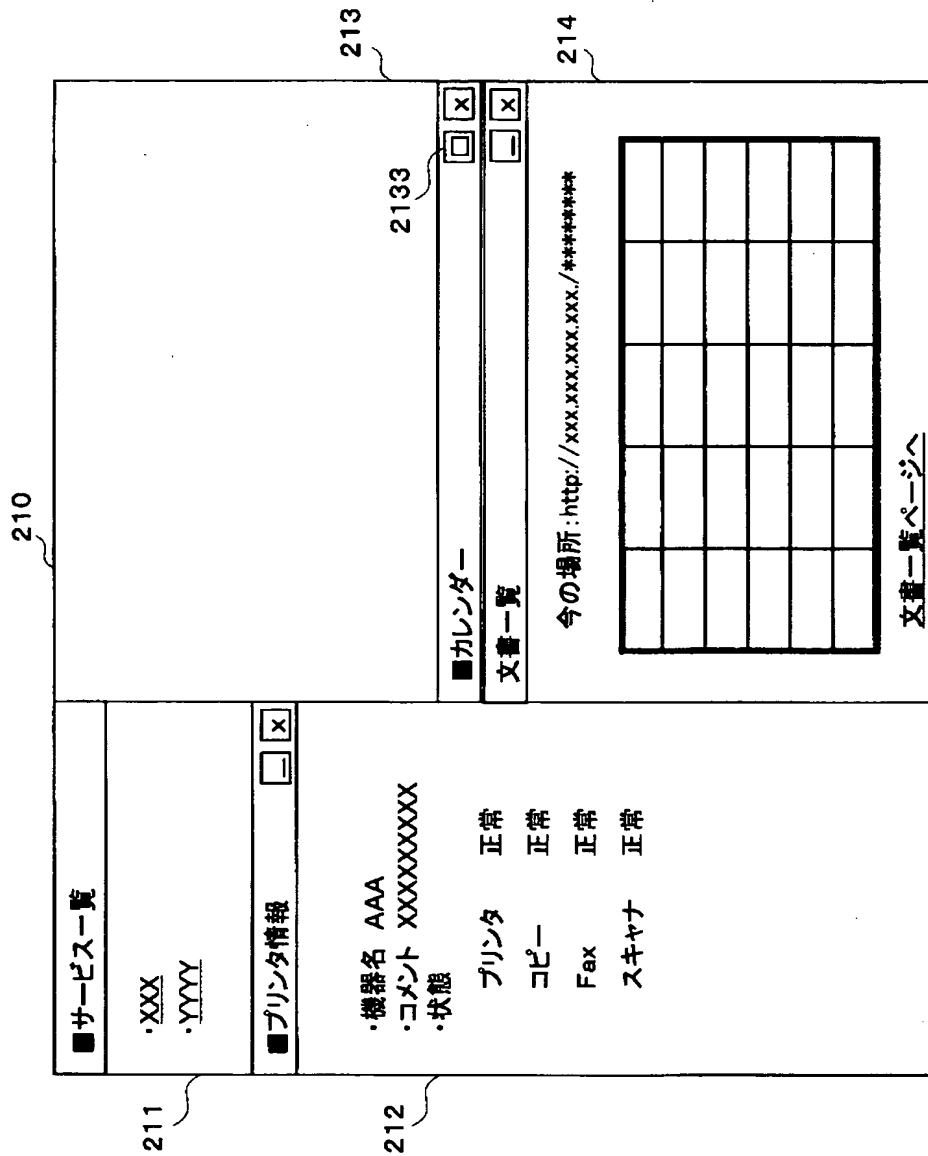 210
211
■サービス一覧
・XXX
・YYYY
■プリンタ情報
212
・機器名 AAA
・コメント XXXXXXXXX
・状態
プリンタ 正常
コピー 正常
Fax 正常
スキャナ 正常
213
2133
■カレンダー
文書一覧
214
今の場所:http://xxx.xxx.xxx.xxx./********
文書一覧ページへ